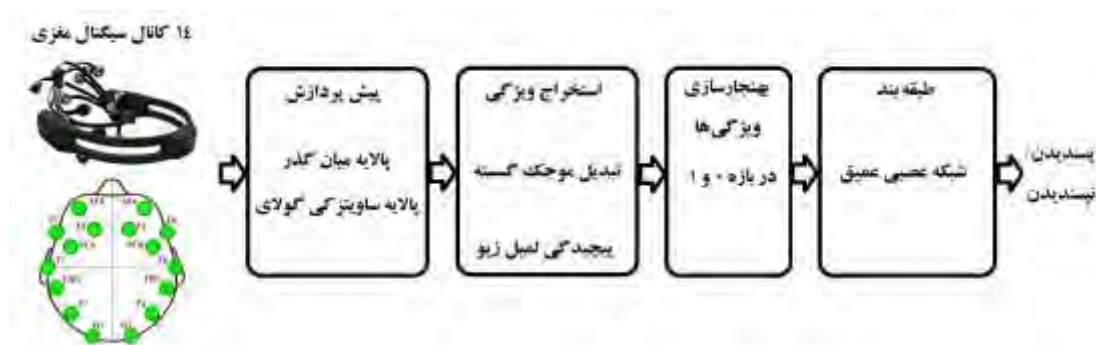 ١٤ کانال سیگنال مغزی
پیش پردازش
پالایه میان گذر
پالایه ساویتزکی گولای
استخراج ویژگی
تبدیل موجک گسسته
پیچیدگی لمپل زیو
بهنجارسازی
ویژگی‌ها
در بازه ۰ و ۱
طبقه بند
شبکه عصبی عمیق
پسندیدن/
نپسندیدن